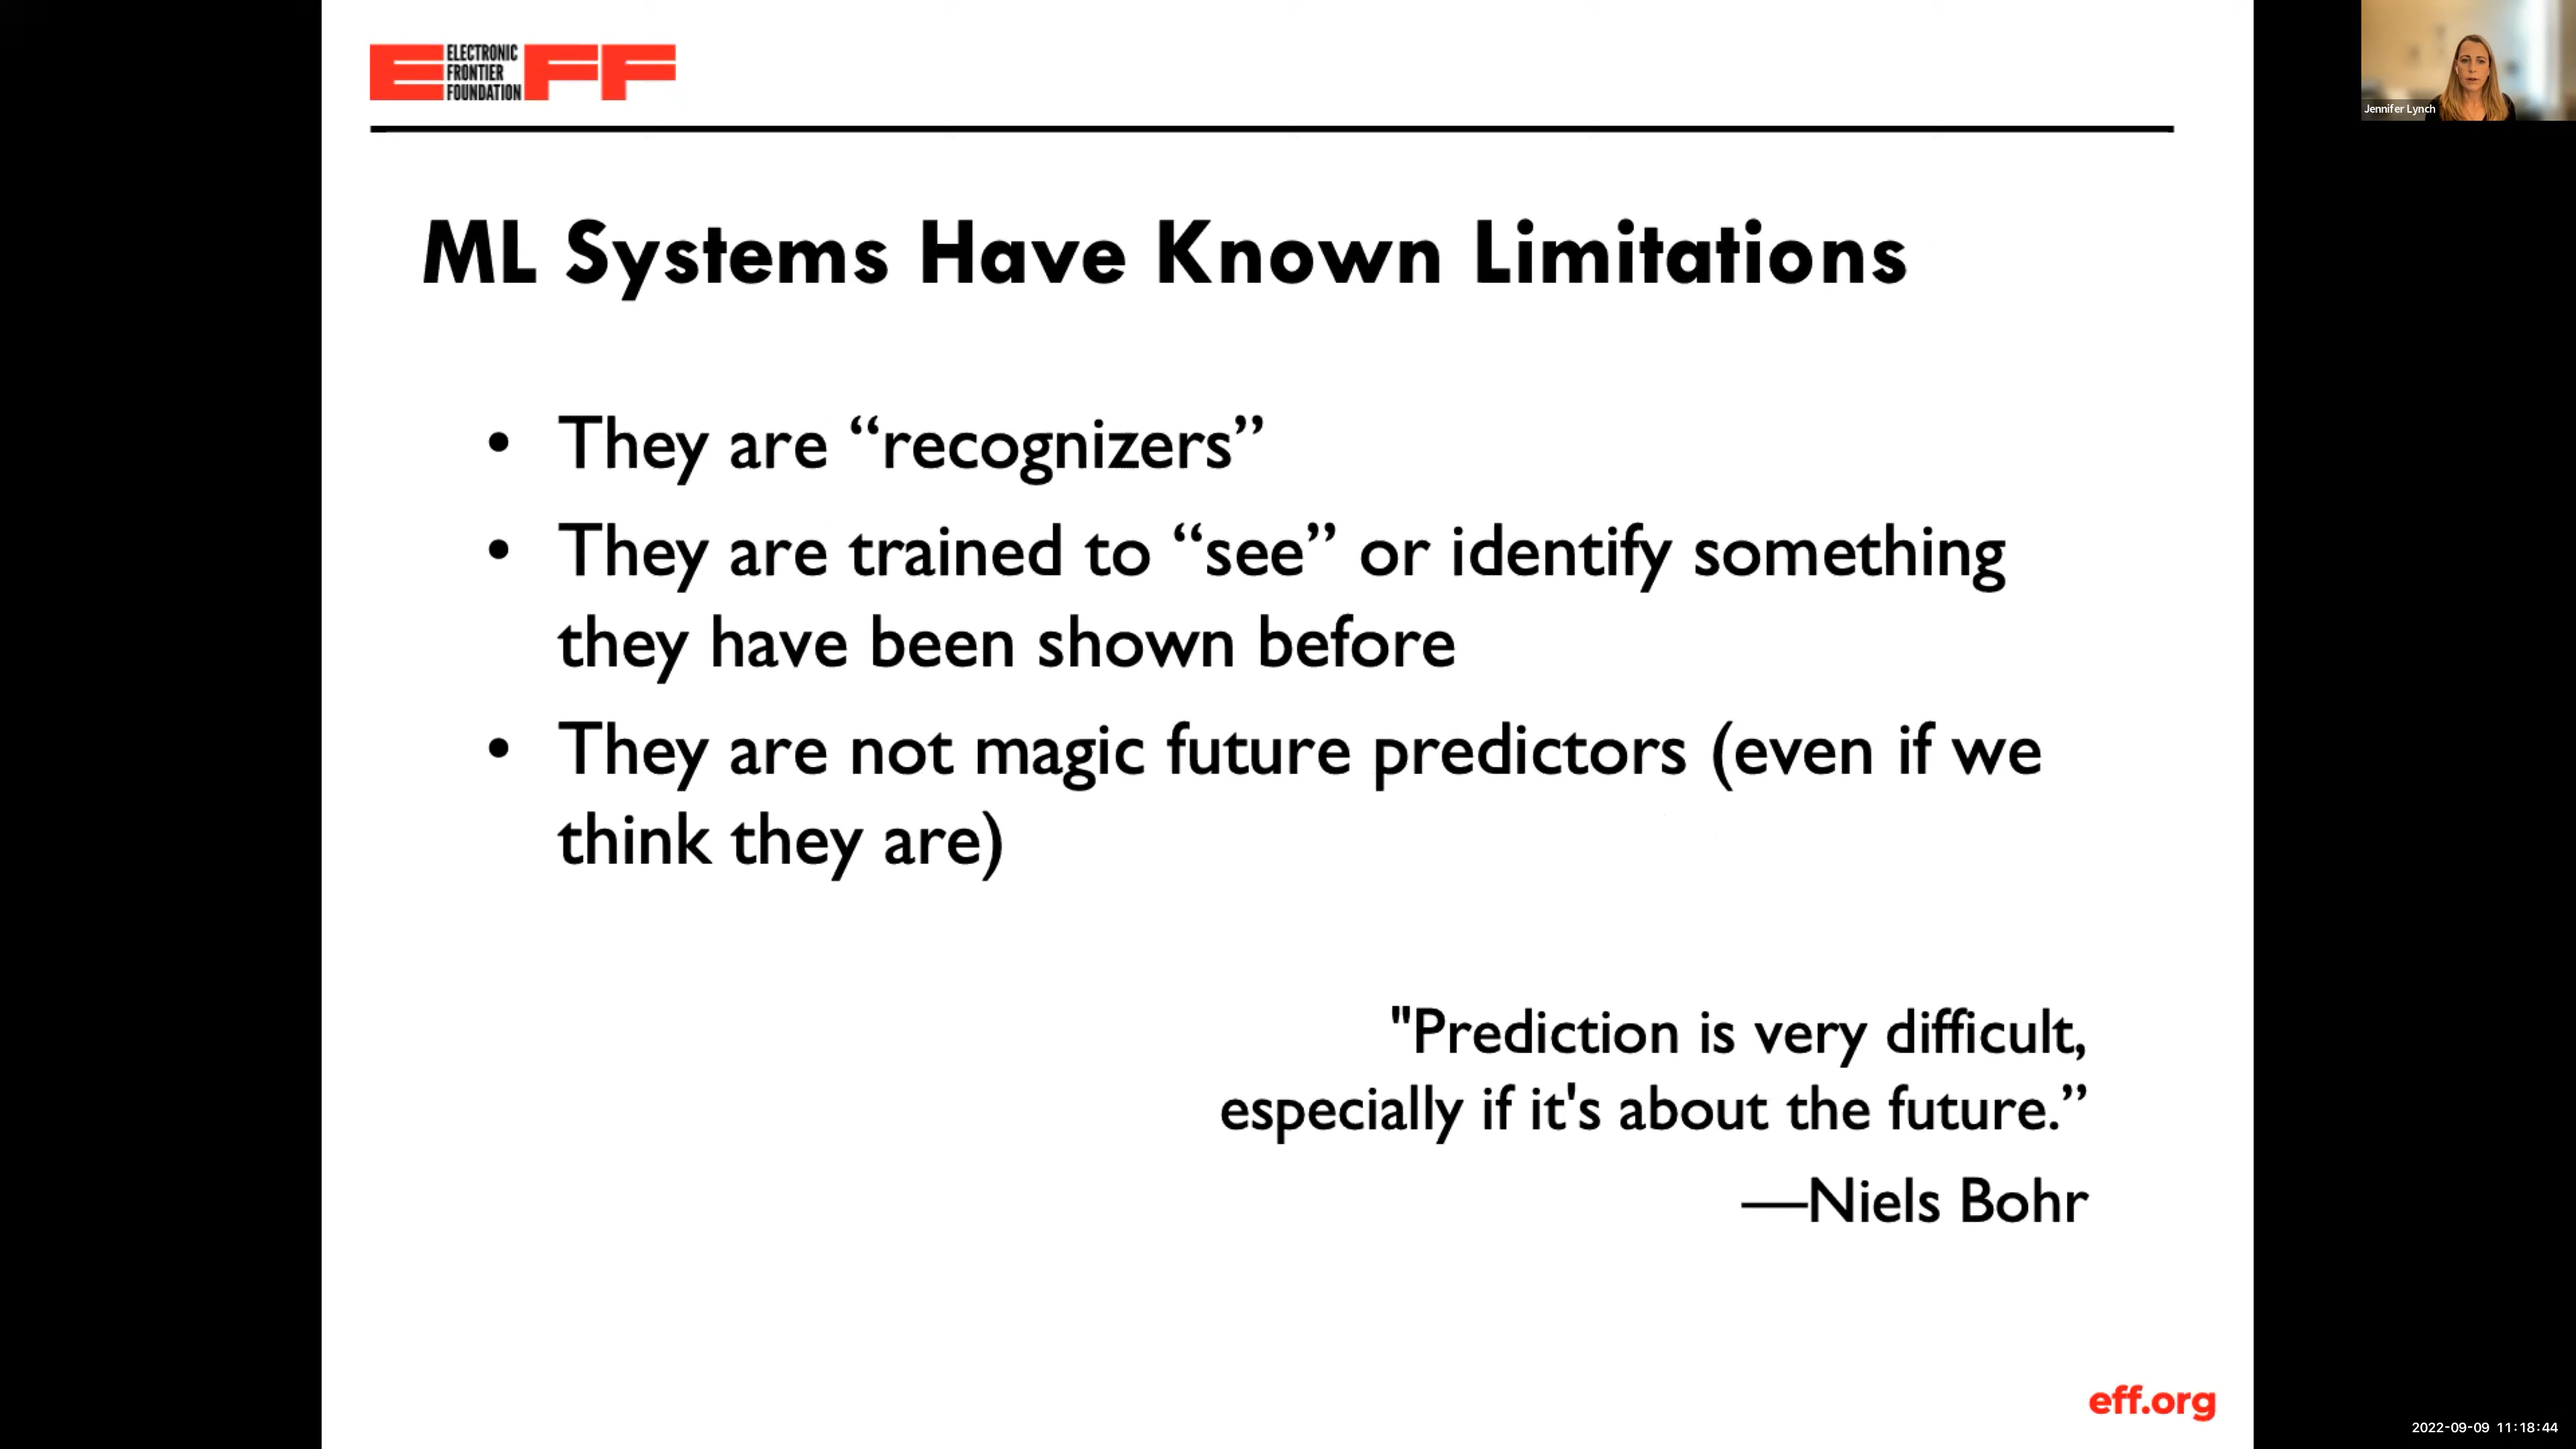 ELECTRONIC
FRONTIER
FOUNDATION
EFF
Jennifer Lynch
ML Systems Have Known Limitations
• They are “recognizers”
• They are trained to “see” or identify something
they have been shown before
• They are not magic future predictors (even if we
think they are)
"Prediction is very difficult,
especially if it's about the future.”
—Niels Bohr
eff.org
2022-09-09 11:18:44